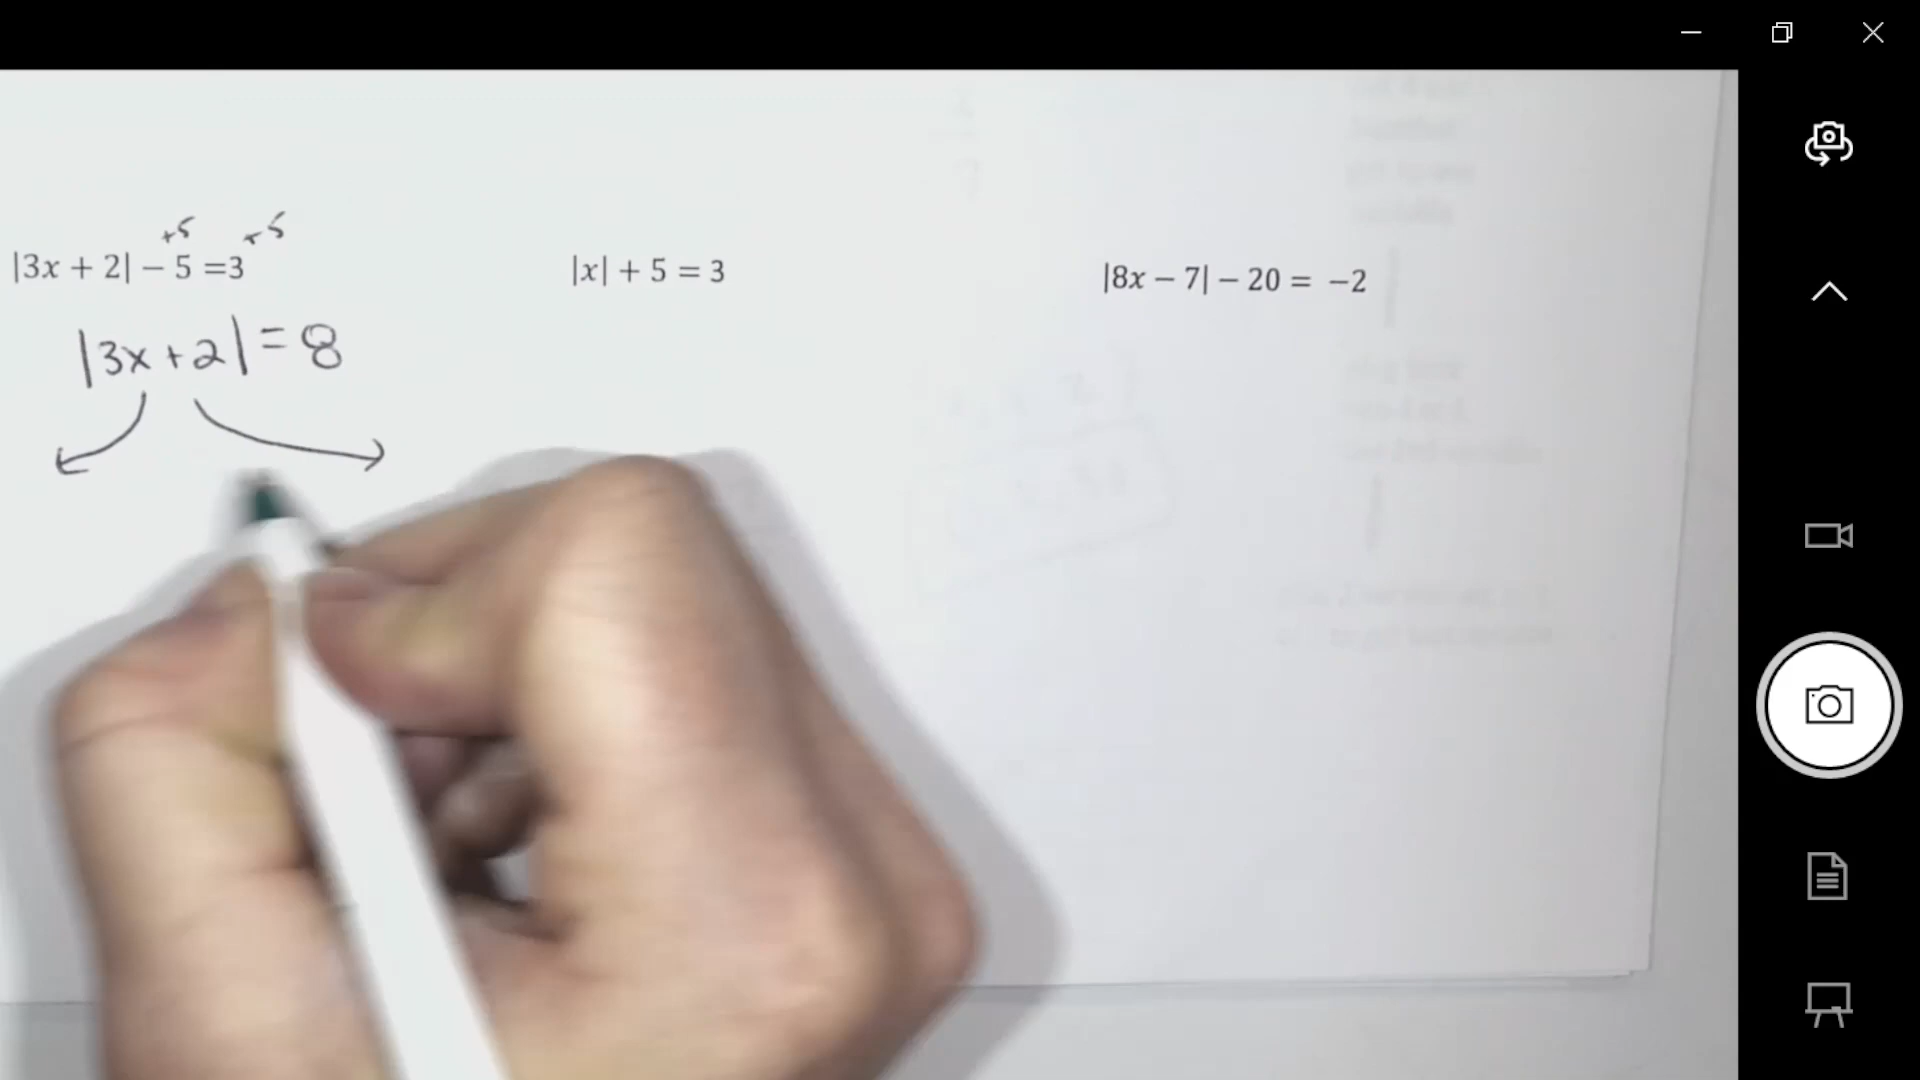 +5 +5
|3x + 2| − 5 =3
|3x+2| = 8
|x| + 5 = 3
|8x − 7| − 20 = −2